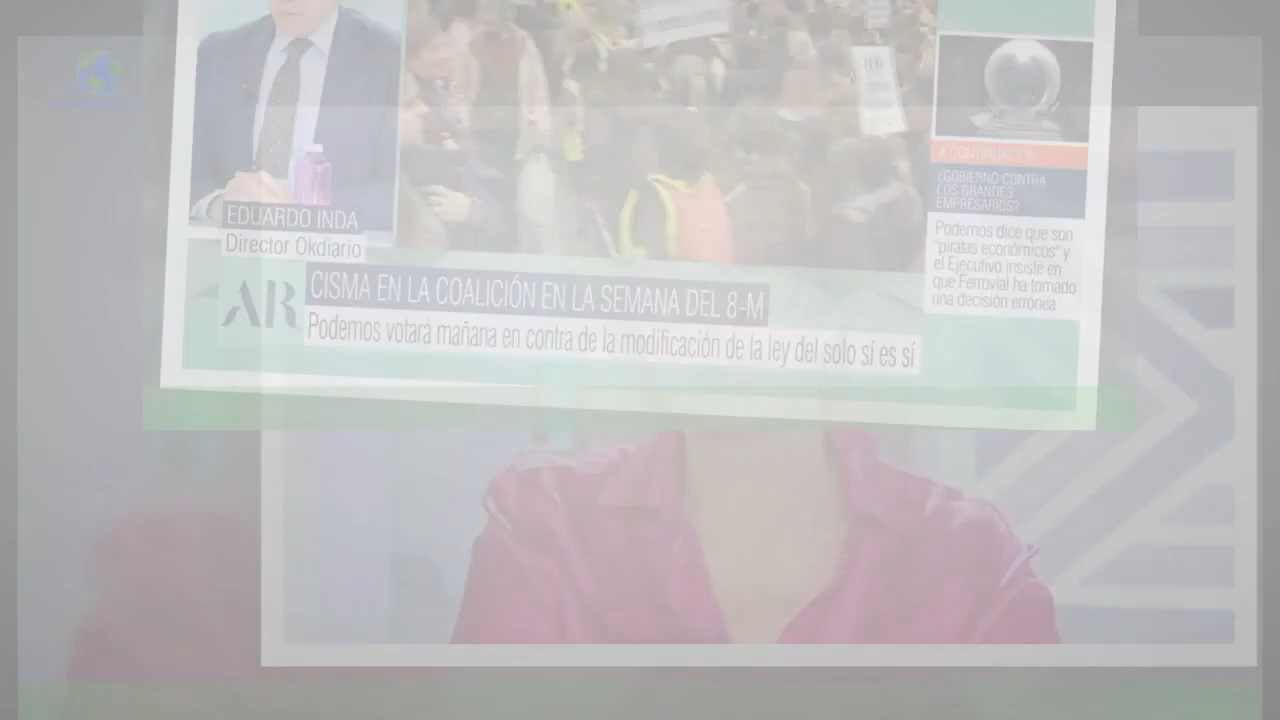 EDUARDO INDA
Director Okdiario
AR
CISMA EN LA COALICIÓN EN LA SEMANA DEL 8-M
Podemos votará mañana en contra de la modificación de la ley del solo sí es sí
A CONTINUACIÓN
¿GOBIERNO CONTRA
LOS GRANDES
EMPRESARIOS?
Podemos dice que son
"piratas económicos" y
el Ejecutivo insiste en
que Ferrovial ha tomado
una decisión errónea